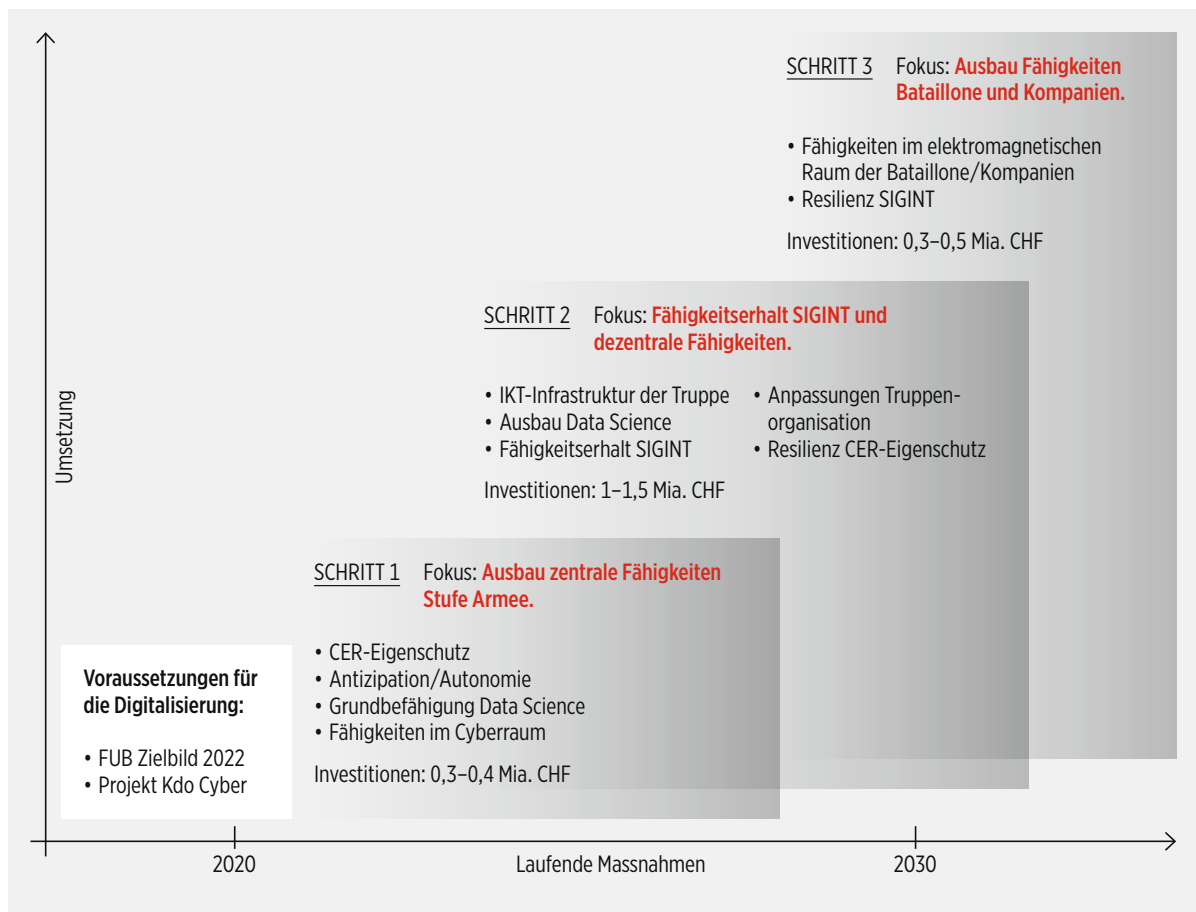 SCHRITT 3 Fokus: Ausbau Fähigkeiten
Bataillone und Kompanien.
• Fähigkeiten im elektromagnetischen
Raum der Bataillone/Kompanien
• Resilienz SIGINT
Investitionen: 0,3–0,5 Mia. CHF
SCHRITT 2 Fokus: Fähigkeitserhalt SIGINT und
dezentrale Fähigkeiten.
• IKT-Infrastruktur der Truppe
• Ausbau Data Science
• Fähigkeitserhalt SIGINT
• Anpassungen Truppen-
organisation
• Resilienz CER-Eigenschutz
Investitionen: 1–1,5 Mia. CHF
Umsetzung
SCHRITT 1 Fokus: Ausbau zentrale Fähigkeiten
Stufe Armee.
• CER-Eigenschutz
• Antizipation/Autonomie
• Grundbefähigung Data Science
• Fähigkeiten im Cyberraum
Investitionen: 0,3–0,4 Mia. CHF
Voraussetzungen für
die Digitalisierung:
• FUB Zielbild 2022
• Projekt Kdo Cyber
2020 Laufende Massnahmen 2030